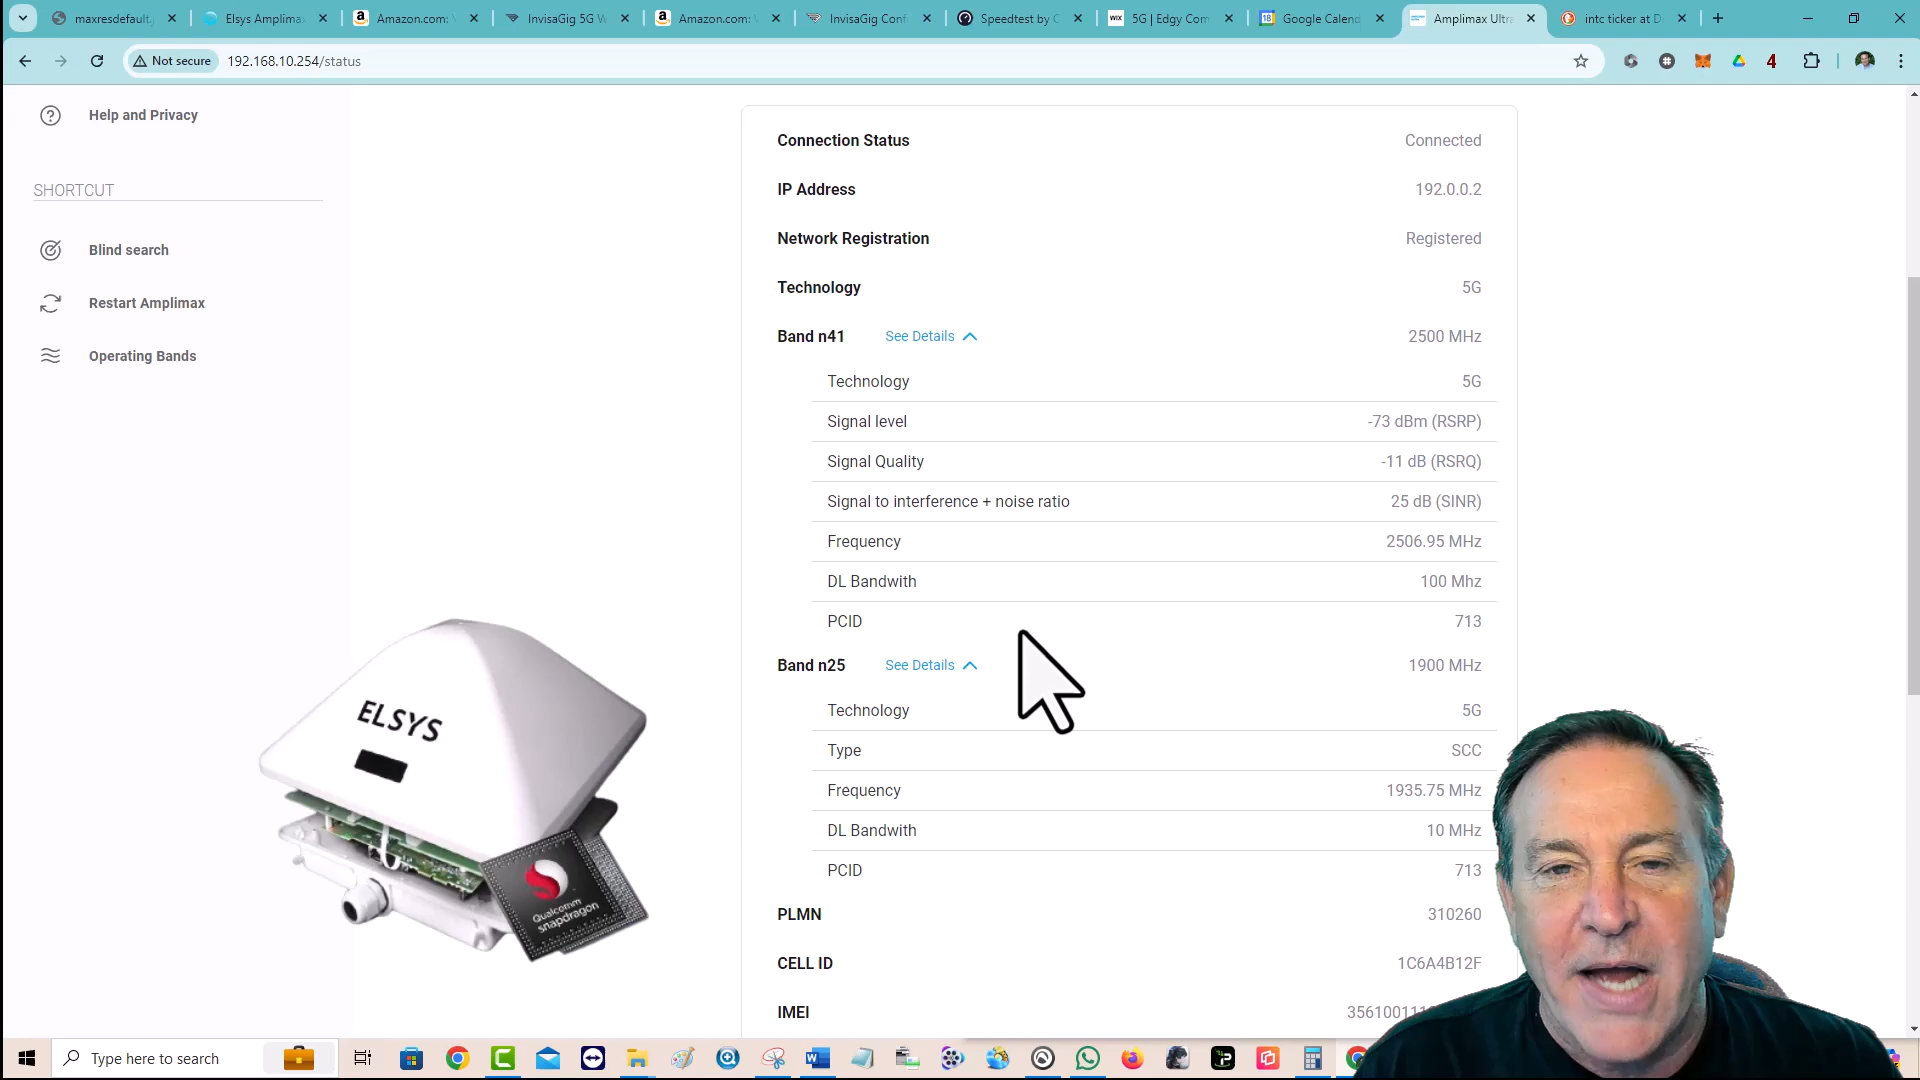 maxresdefault.
Elsys Amplima
Amazon.com:
InvisaGig 5G W
Amazon.com:
InvisaGig Conf
Speedtest by
WIX
5G | Edgy Com
18
Google Calend
Amplimax Ultra
intc ticker at D
Not secure
192.168.10.254/status
4
Help and Privacy
SHORTCUT
Blind search
Restart Amplimax
Operating Bands
Connection Status Connected
IP Address 192.0.0.2
Network Registration Registered
Technology 5G
Band n41 See Details 2500 MHz
Technology 5G
Signal level -73 dBm (RSRP)
Signal Quality -11 dB (RSRQ)
Signal to interference + noise ratio 25 dB (SINR)
Frequency 2506.95 MHz
DL Bandwith 100 Mhz
PCID 713
Band n25 See Details 1900 MHz
Technology 5G
Type SCC
Frequency 1935.75 MHz
DL Bandwith 10 MHz
PCID 713
PLMN 310260
CELL ID 1C6A4B12F
IMEI 3561001
ELSYS
Qualcomm
snapdragon
Type here to search